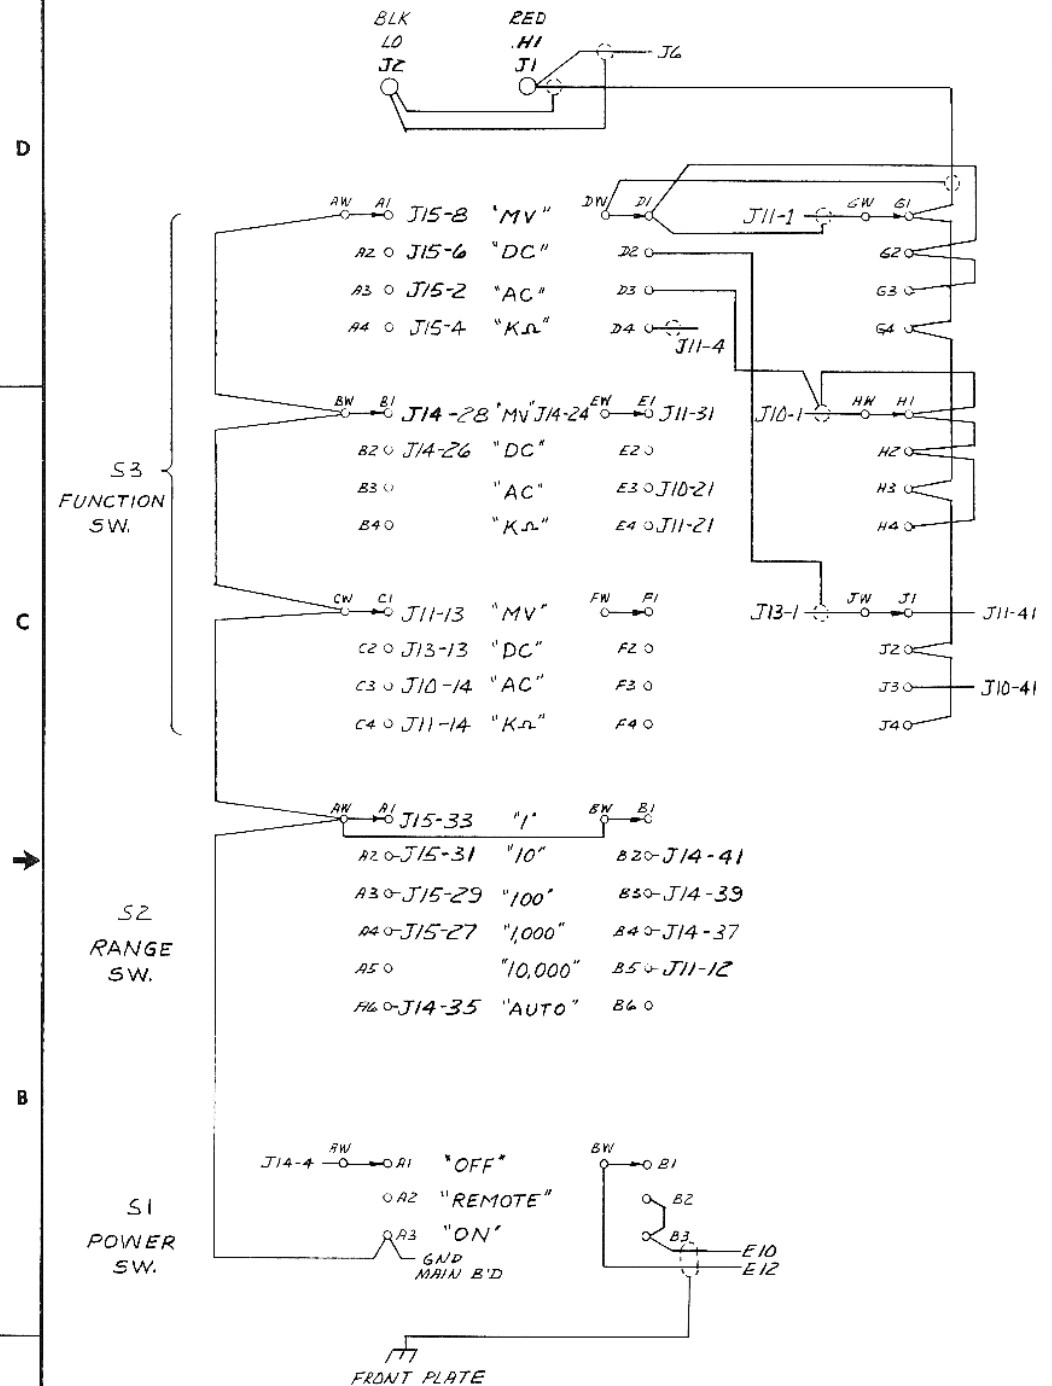 BLK RED
LO .HI J6
J2 J1
D
AW A1 J15-8 'MV" DW D1 J11-1 GW G1
A2 J15-6 "DC" D2 G2
A3 J15-2 "AC" D3 G3
A4 J15-4 "KΩ" D4 G4
J11-4
BW B1 J14-28 'MV' J14-24 EW E1 J11-31 J10-1 HW H1
B2 J14-26 "DC" E2 H2
S3
FUNCTION
SW.
B3 "AC" E3 J10-21 H3
B4 "KΩ" E4 J11-21 H4
C
CW C1 J11-13 "MV" FW F1 J13-1 JW J1 J11-41
C2 J13-13 "DC" F2 J2
C3 J10-14 "AC" F3 J3 J10-41
C4 J11-14 "KΩ" F4 J4
AW A1 J15-33 "1" BW B1
A2 J15-31 "10" B2 J14-41
A3 J15-29 "100" B3 J14-39
S2
RANGE
SW.
A4 J15-27 "1,000" B4 J14-37
A5 "10,000" B5 J11-12
A6 J14-35 "AUTO" B6
B
J14-4 AW A1 "OFF" BW B1
A2 "REMOTE" B2
S1
POWER
SW.
A3 "ON" B3
GND
MAIN B'D
E10
E12
FRONT PLATE